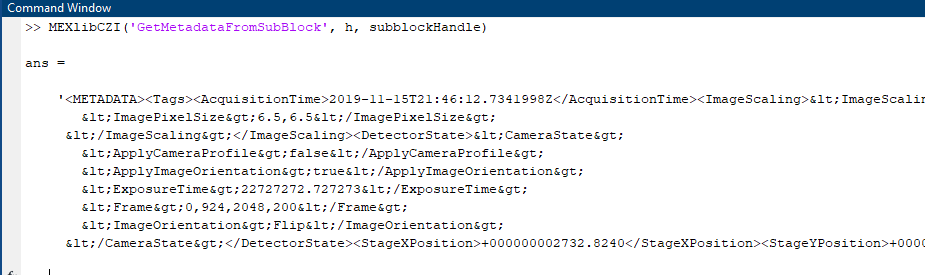 Command Window
>> MEXlibCZI('GetMetadataFromSubBlock', h, subblockHandle)
ans =
'<METADATA><Tags><AcquisitionTime>2019-11-15T21:46:12.7341998Z</AcquisitionTime><ImageScaling>&lt;ImageScalin
&lt;ImagePixelSize&gt;6.5,6.5&lt;/ImagePixelSize&gt;
&lt;/ImageScaling&gt;</ImageScaling><DetectorState>&lt;CameraState&gt;
&lt;ApplyCameraProfile&gt;false&lt;/ApplyCameraProfile&gt;
&lt;ApplyImageOrientation&gt;true&lt;/ApplyImageOrientation&gt;
&lt;ExposureTime&gt;22727272.727273&lt;/ExposureTime&gt;
&lt;Frame&gt;0,924,2048,200&lt;/Frame&gt;
&lt;ImageOrientation&gt;Flip&lt;/ImageOrientation&gt;
&lt;/CameraState&gt;</DetectorState><StageXPosition>+000000002732.8240</StageXPosition><StageYPosition>+0000